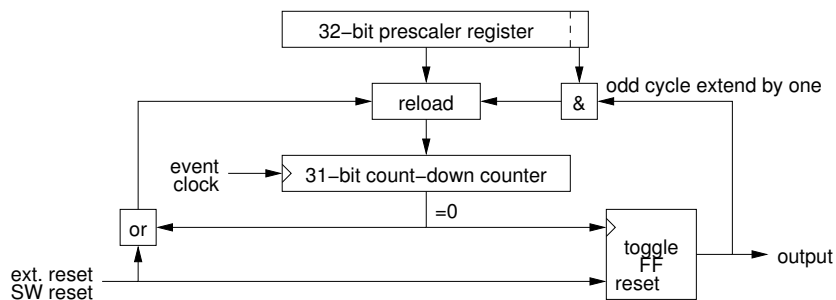 32−bit prescaler register
odd cycle extend by one
reload
&
event
clock
31−bit count−down counter
=0
or
toggle
FF
reset
output
ext. reset
SW reset